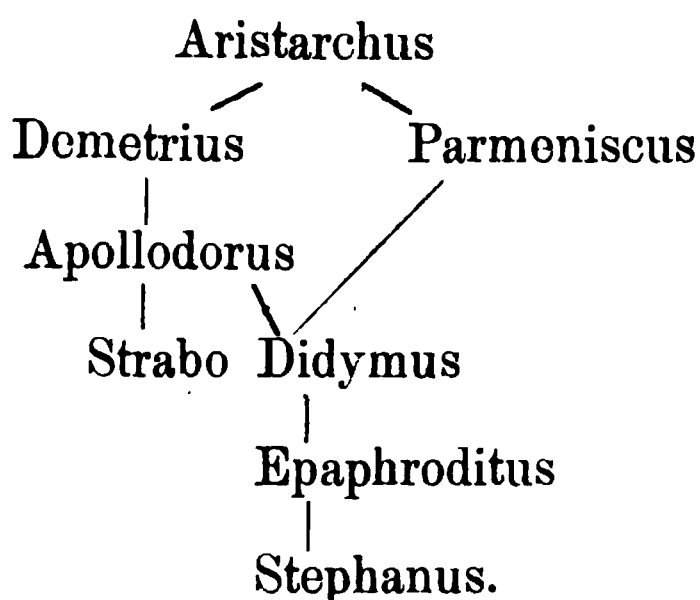 Aristarchus
Demetrius Parmeniscus
Apollodorus
Strabo Didymus
Epaphroditus
Stephanus.